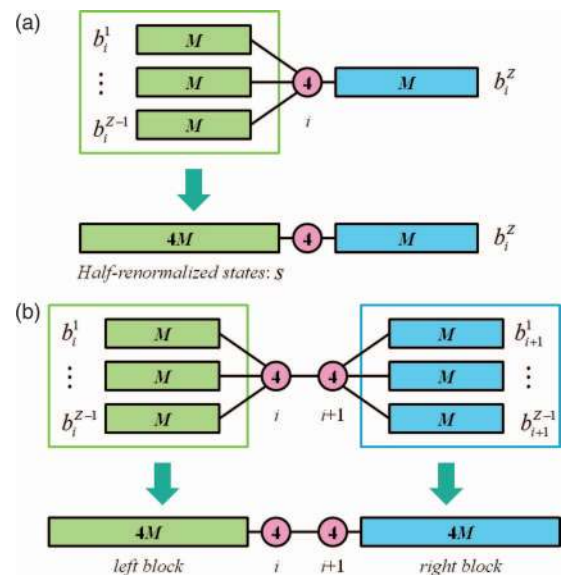 (a)
b_i^1 M
⋮ M 4 M b_i^Z
b_i^{Z-1} M i
4M 4 M b_i^Z
Half-renormalized states: s
(b)
b_i^1 M M b_{i+1}^1
⋮ M 4 4 M ⋮
b_i^{Z-1} M i i+1 M b_{i+1}^{Z-1}
4M 4 4 4M
left block i i+1 right block